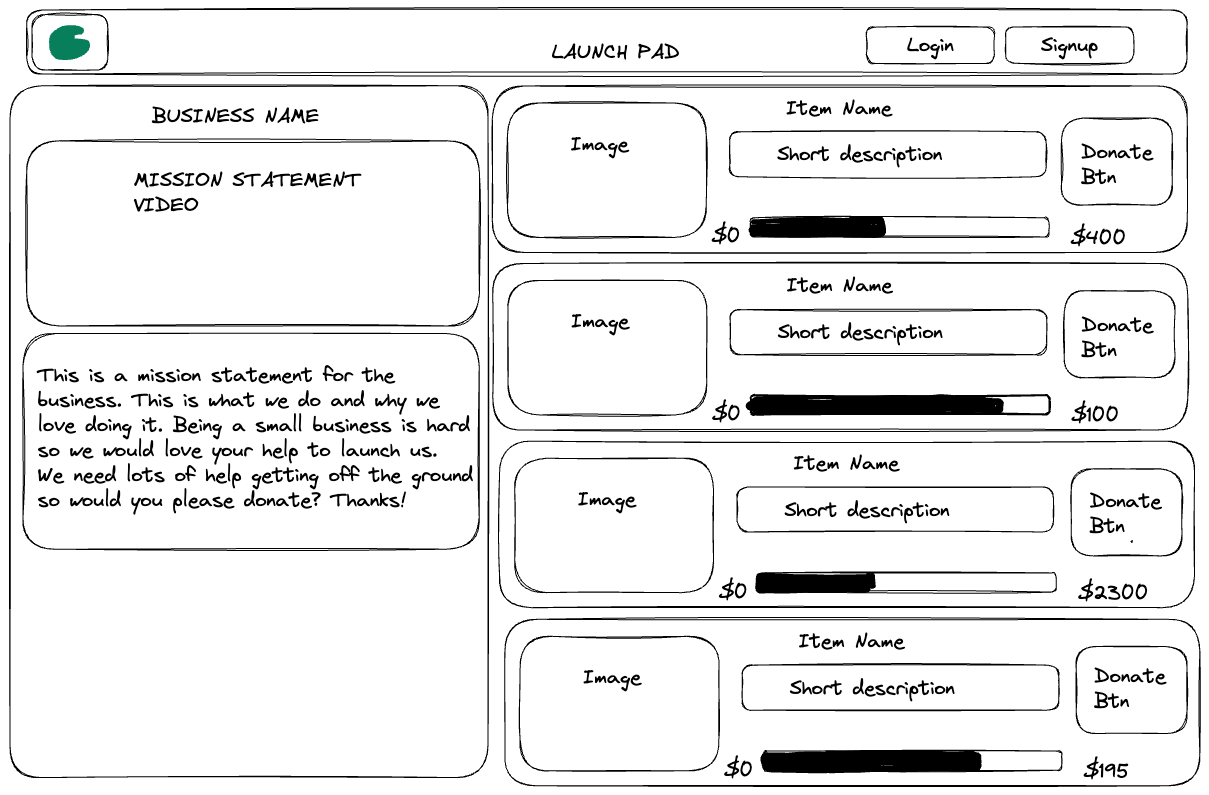 LAUNCH PAD
Login
Signup
BUSINESS NAME
MISSION STATEMENT
VIDEO
This is a mission statement for the
business. This is what we do and why we
love doing it. Being a small business is hard
so we would love your help to launch us.
We need lots of help getting off the ground
so would you please donate? Thanks!
Item Name
Image
Short description
Donate
Btn
$0
$400
Item Name
Image
Short description
Donate
Btn
$0
$100
Item Name
Image
Short description
Donate
Btn
$0
$2300
Item Name
Image
Short description
Donate
Btn
$0
$195